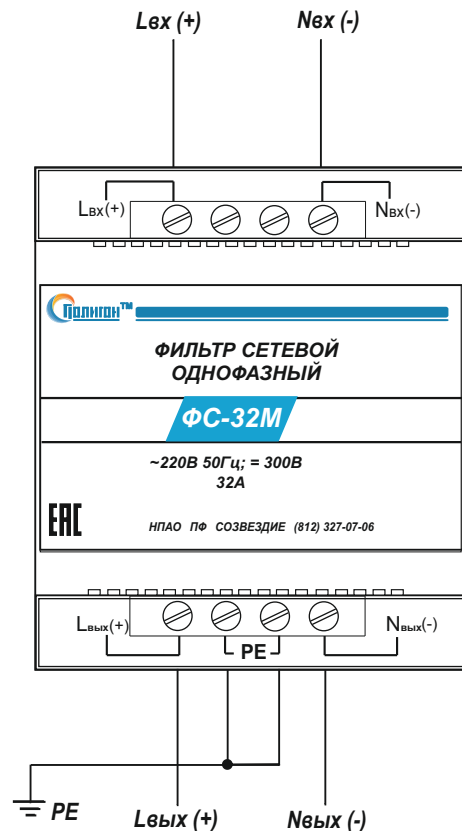 Lвх (+) Nвх (-)
Lвх(+) Nвх(-)
Полигон™
ФИЛЬТР СЕТЕВОЙ
ОДНОФАЗНЫЙ
ФС-32М
~220В 50Гц; = 300В
32А
EAC
НПАО ПФ СОЗВЕЗДИЕ (812) 327-07-06
Lвых(+) Nвых(-)
PE
PE
Lвых (+) Nвых (-)